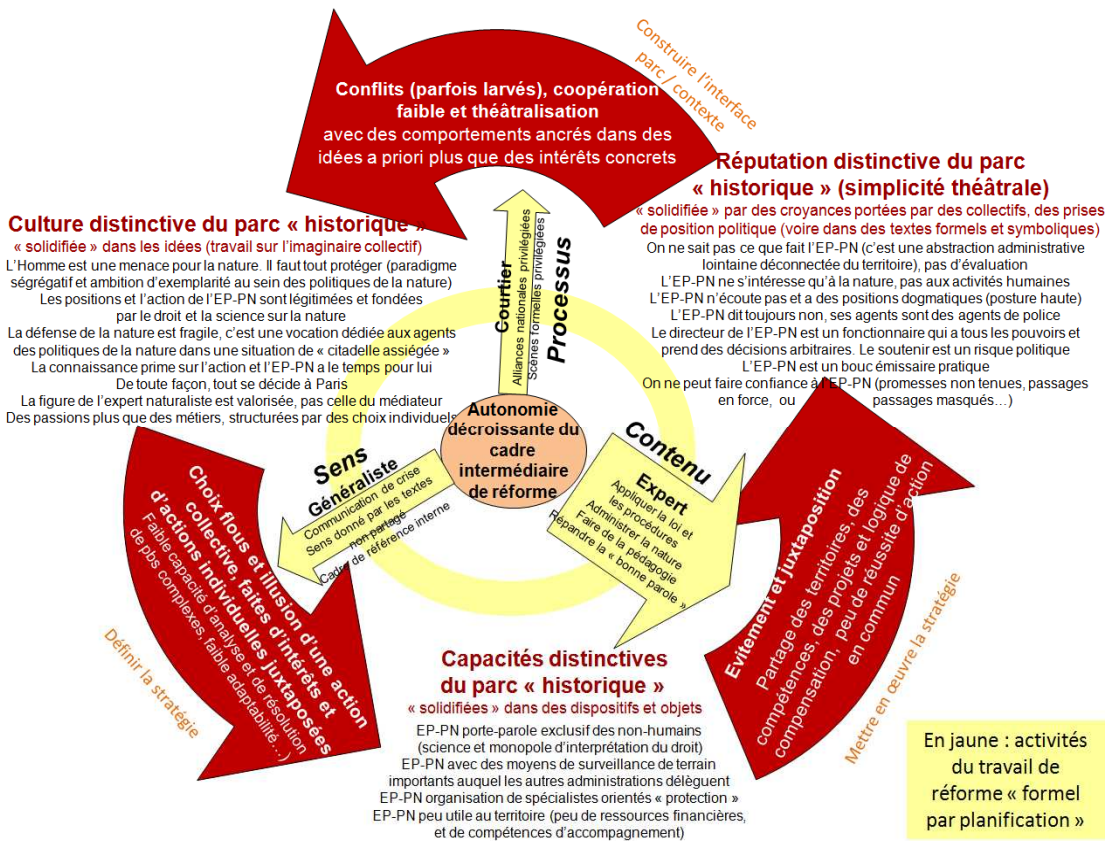 Construire l'interface
parc / contexte
Conflits (parfois larvés), coopération
faible et théâtralisation
avec des comportements ancrés dans des
idées a priori plus que des intérêts concrets
Réputation distinctive du parc
« historique » (simplicité théâtrale)
« solidifiée » par des croyances portées par des collectifs, des prises
de position politique (voire dans des textes formels et symboliques)
On ne sait pas ce que fait l'EP-PN (c'est une abstraction administrative
lointaine déconnectée du territoire), pas d'évaluation
L'EP-PN ne s'intéresse qu'à la nature, pas aux activités humaines
L'EP-PN n'écoute pas et a des positions dogmatiques (posture haute)
L'EP-PN dit toujours non, ses agents sont des agents de police
Le directeur de l'EP-PN est un fonctionnaire qui a tous les pouvoirs et
prend des décisions arbitraires. Le soutenir est un risque politique
L'EP-PN est un bouc émissaire pratique
On ne peut faire confiance à l'EP-PN (promesses non tenues, passages
en force, ou passages masqués…)
Culture distinctive du parc « historique »
« solidifiée » dans les idées (travail sur l'imaginaire collectif)
L'Homme est une menace pour la nature. Il faut tout protéger (paradigme
ségrégatif et ambition d'exemplarité au sein des politiques de la nature)
Les positions et l'action de l'EP-PN sont légitimées et fondées
par le droit et la science sur la nature
La défense de la nature est fragile, c'est une vocation dédiée aux agents
des politiques de la nature dans une situation de « citadelle assiégée »
La connaissance prime sur l'action et l'EP-PN a le temps pour lui
De toute façon, tout se décide à Paris
La figure de l'expert naturaliste est valorisée, pas celle du médiateur
Des passions plus que des métiers, structurées par des choix individuels
Courtier
Alliances nationales privilégiées
Scènes formelles privilégiées
Processus
Autonomie
décroissante du
cadre
intermédiaire
de réforme
Sens
Généraliste
Communication de crise
Sens donné par les textes
non partagé
Cadre de référence interne
Contenu
Expert
Appliquer la loi et
les procédures
Administrer la nature
Faire de la pédagogie
Répandre la « bonne parole »
Choix flous et illusion d'une action
collective, faites d'intérêts et
d'actions individuelles juxtaposées
Faible capacité d'analyse et de résolution
de pbs complexes, faible adaptabilité…)
Définir la stratégie
Evitement et juxtaposition
Partage des territoires, des
compétences, des projets et logique de
compensation, peu de réussite d'action
en commun
Mettre en œuvre la stratégie
Capacités distinctives
du parc « historique »
« solidifiées » dans des dispositifs et objets
EP-PN porte-parole exclusif des non-humains
(science et monopole d'interprétation du droit)
EP-PN avec des moyens de surveillance de terrain
importants auquel les autres administrations délèguent
EP-PN organisation de spécialistes orientés « protection »
EP-PN peu utile au territoire (peu de ressources financières,
et de compétences d'accompagnement)
En jaune : activités
du travail de
réforme « formel
par planification »